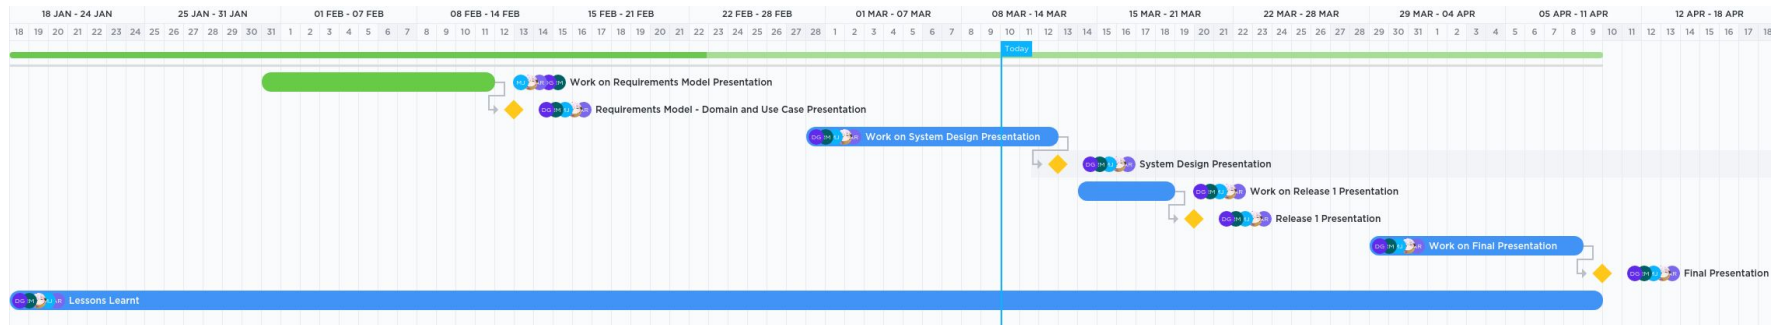 18 JAN - 24 JAN 25 JAN - 31 JAN 01 FEB - 07 FEB 08 FEB - 14 FEB 15 FEB - 21 FEB 22 FEB - 28 FEB 01 MAR - 07 MAR 08 MAR - 14 MAR 15 MAR - 21 MAR 22 MAR - 28 MAR 29 MAR - 04 APR 05 APR - 11 APR 12 APR - 18 APR
18 19 20 21 22 23 24 25 26 27 28 29 30 31 1 2 3 4 5 6 7 8 9 10 11 12 13 14 15 16 17 18 19 20 21 22 23 24 25 26 27 28 1 2 3 4 5 6 7 8 9 10 11 12 13 14 15 16 17 18 19 20 21 22 23 24 25 26 27 28 29 30 31 1 2 3 4 5 6 7 8 9 10 11 12 13 14 15 16 17 18
Today
Work on Requirements Model Presentation
DG Requirements Model - Domain and Use Case Presentation
DG Work on System Design Presentation
DG System Design Presentation
DG Work on Release 1 Presentation
DG Release 1 Presentation
DG Work on Final Presentation
DG Final Presentation
DG Lessons Learnt